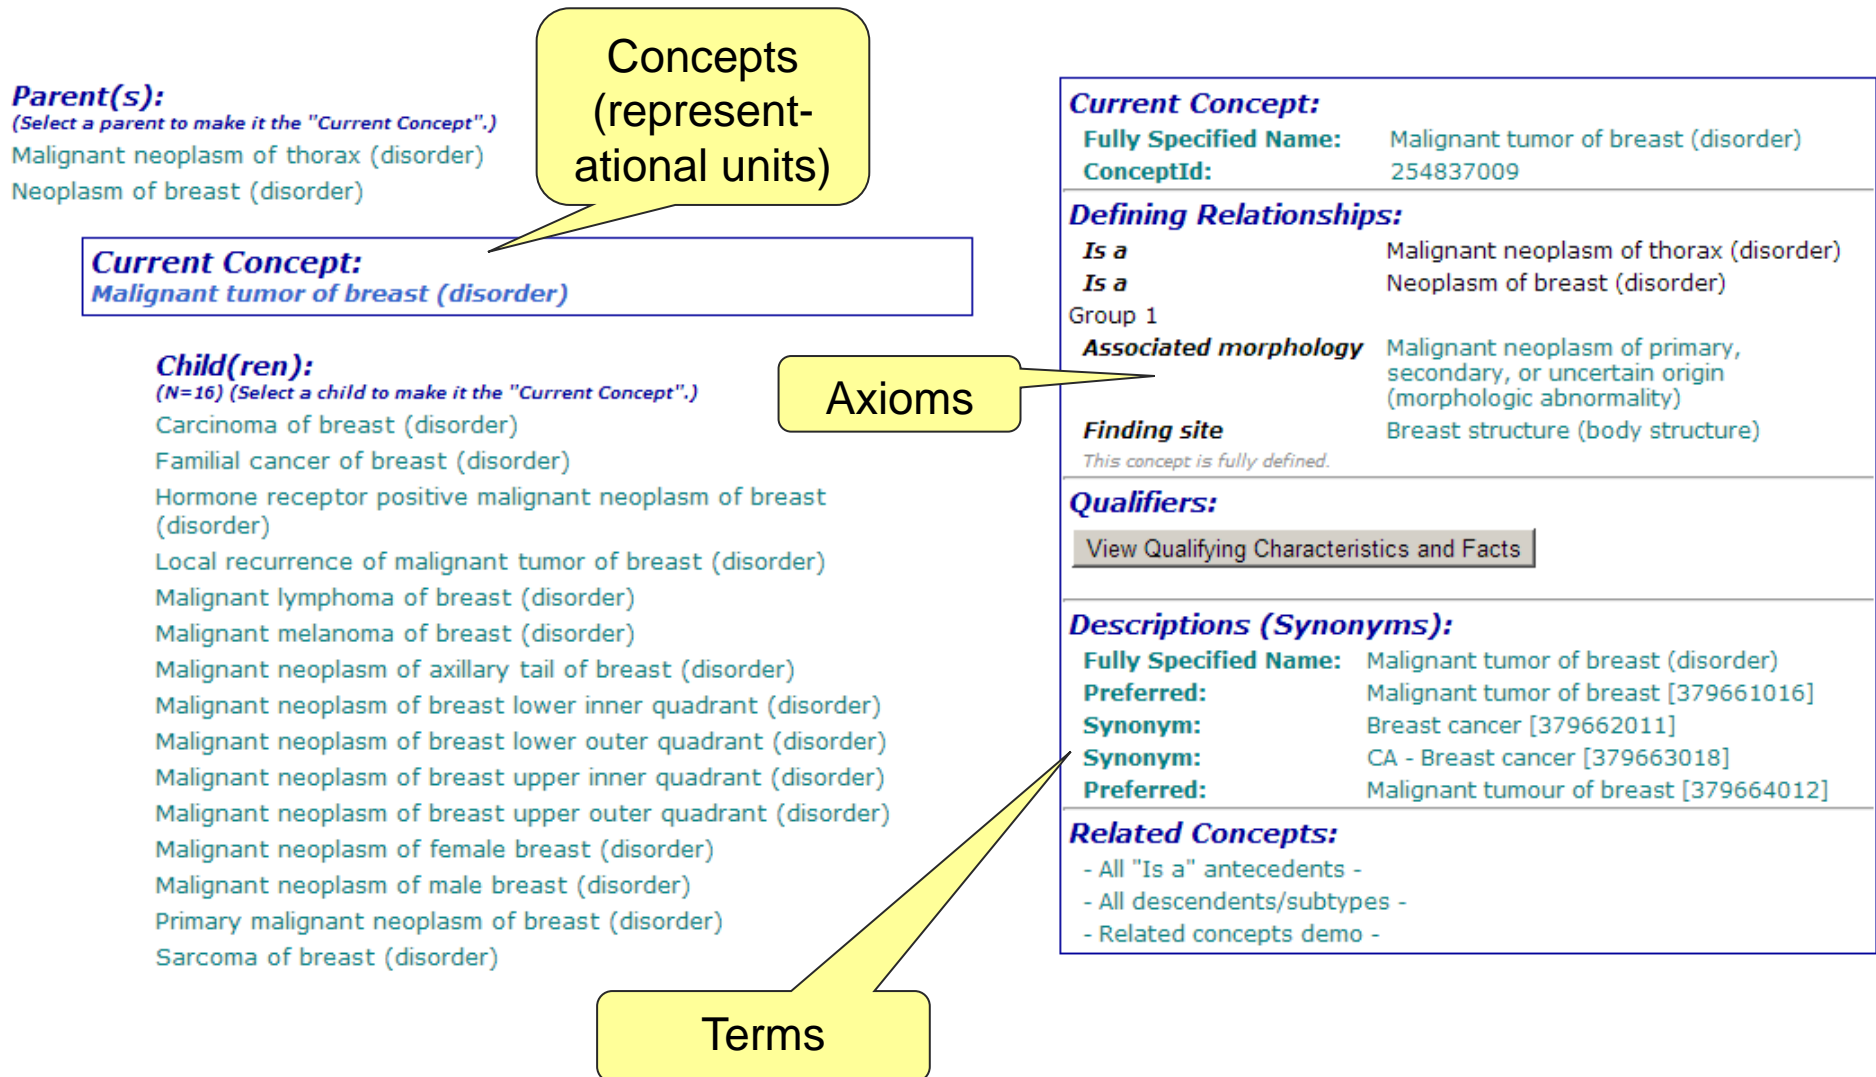 Concepts
(represent-
ational units)
Parent(s):
(Select a parent to make it the "Current Concept".)
Malignant neoplasm of thorax (disorder)
Neoplasm of breast (disorder)
Current Concept:
Malignant tumor of breast (disorder)
Child(ren):
(N=16) (Select a child to make it the "Current Concept".)
Carcinoma of breast (disorder)
Familial cancer of breast (disorder)
Hormone receptor positive malignant neoplasm of breast
(disorder)
Local recurrence of malignant tumor of breast (disorder)
Malignant lymphoma of breast (disorder)
Malignant melanoma of breast (disorder)
Malignant neoplasm of axillary tail of breast (disorder)
Malignant neoplasm of breast lower inner quadrant (disorder)
Malignant neoplasm of breast lower outer quadrant (disorder)
Malignant neoplasm of breast upper inner quadrant (disorder)
Malignant neoplasm of breast upper outer quadrant (disorder)
Malignant neoplasm of female breast (disorder)
Malignant neoplasm of male breast (disorder)
Primary malignant neoplasm of breast (disorder)
Sarcoma of breast (disorder)
Axioms
Terms
Current Concept:
Fully Specified Name: Malignant tumor of breast (disorder)
ConceptId: 254837009
Defining Relationships:
Is a Malignant neoplasm of thorax (disorder)
Is a Neoplasm of breast (disorder)
Group 1
Associated morphology Malignant neoplasm of primary,
secondary, or uncertain origin
(morphologic abnormality)
Finding site Breast structure (body structure)
This concept is fully defined.
Qualifiers:
View Qualifying Characteristics and Facts
Descriptions (Synonyms):
Fully Specified Name: Malignant tumor of breast (disorder)
Preferred: Malignant tumor of breast [379661016]
Synonym: Breast cancer [379662011]
Synonym: CA - Breast cancer [379663018]
Preferred: Malignant tumour of breast [379664012]
Related Concepts:
- All "Is a" antecedents -
- All descendents/subtypes -
- Related concepts demo -